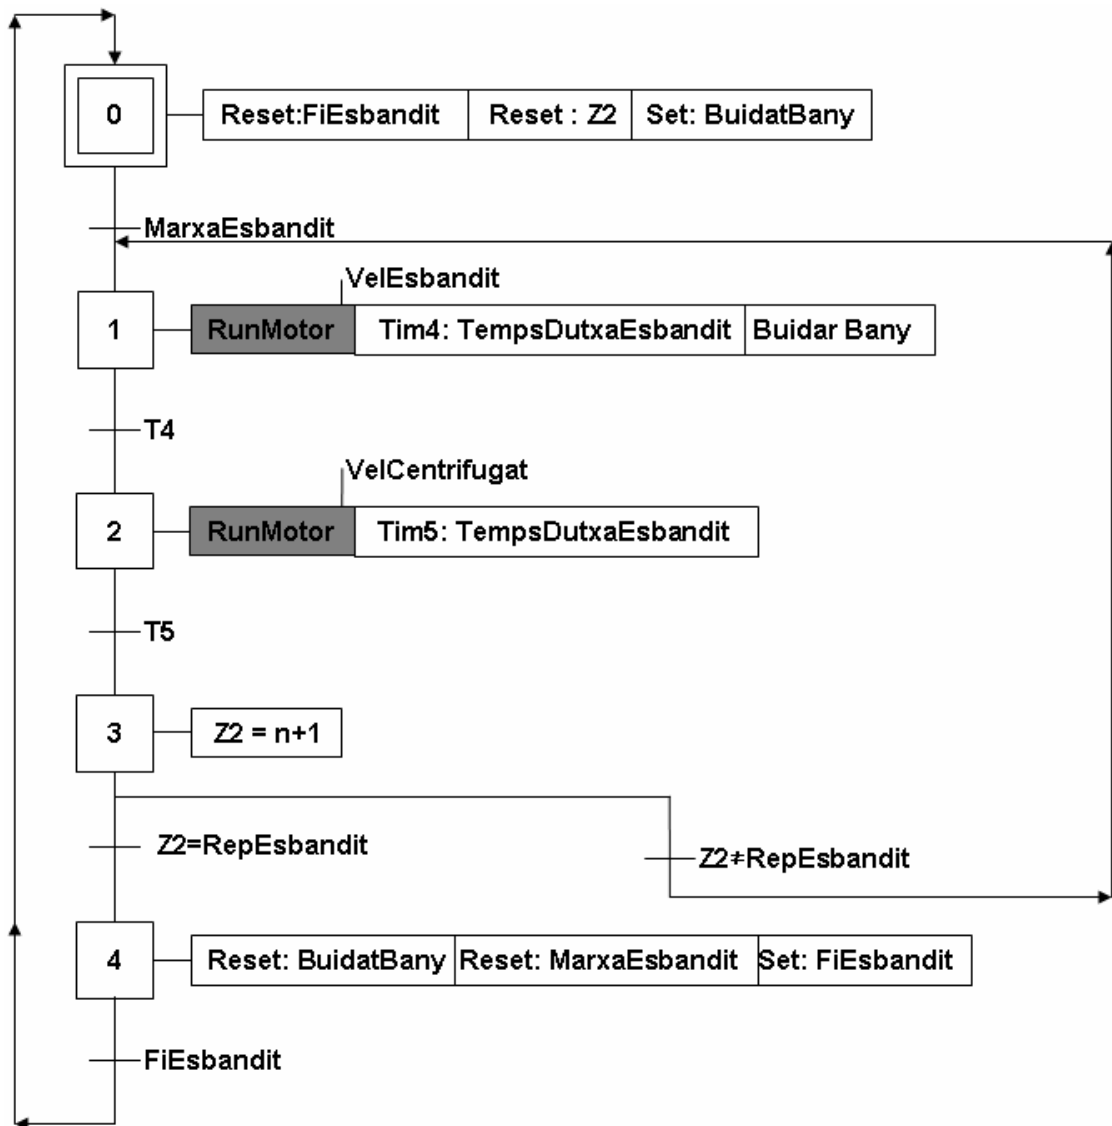 0
Reset:FiEsbandit
Reset : Z2
Set: BuidatBany
MarxaEsbandit
VelEsbandit
1
RunMotor
Tim4: TempsDutxaEsbandit
Buidar Bany
T4
VelCentrifugat
2
RunMotor
Tim5: TempsDutxaEsbandit
T5
3
Z2 = n+1
Z2=RepEsbandit
Z2≠RepEsbandit
4
Reset: BuidatBany
Reset: MarxaEsbandit
Set: FiEsbandit
FiEsbandit